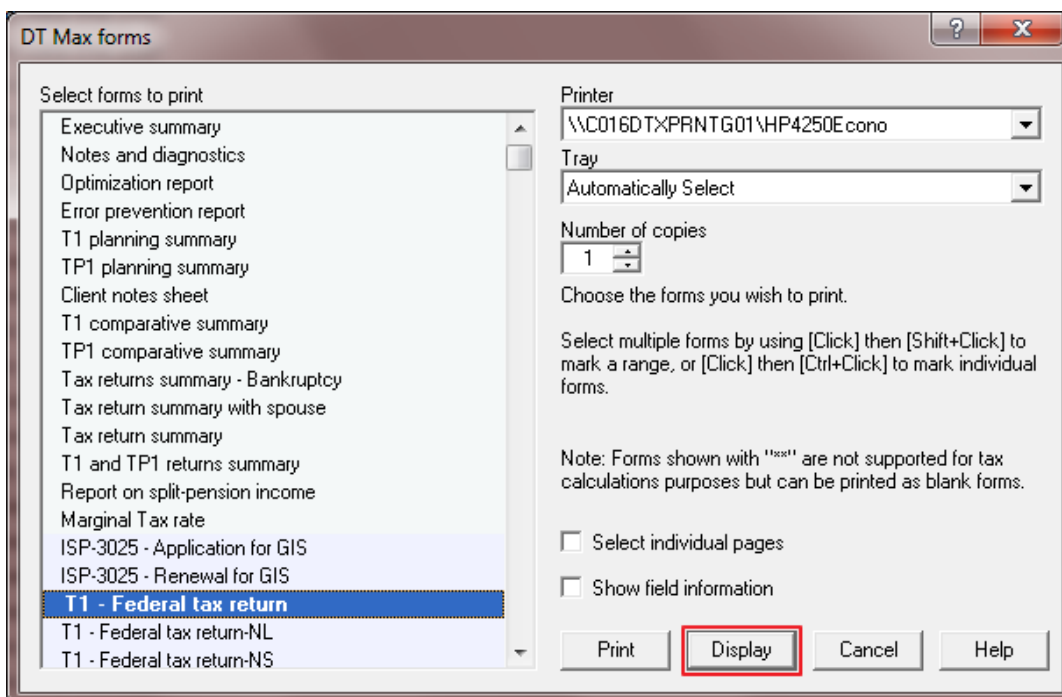 DT Max forms
Select forms to print
Executive summary
Notes and diagnostics
Optimization report
Error prevention report
T1 planning summary
TP1 planning summary
Client notes sheet
T1 comparative summary
TP1 comparative summary
Tax returns summary - Bankruptcy
Tax return summary with spouse
Tax return summary
T1 and TP1 returns summary
Report on split-pension income
Marginal Tax rate
ISP-3025 - Application for GIS
ISP-3025 - Renewal for GIS
T1 - Federal tax return
T1 - Federal tax return-NL
T1 - Federal tax return-NS
Printer
\\C016DTXPRNTG01\HP4250Econo
Tray
Automatically Select
Number of copies
1
Choose the forms you wish to print.
Select multiple forms by using [Click] then [Shift+Click] to
mark a range, or [Click] then [Ctrl+Click] to mark individual
forms.
Note: Forms shown with "**" are not supported for tax
calculations purposes but can be printed as blank forms.
Select individual pages
Show field information
Print
Display
Cancel
Help